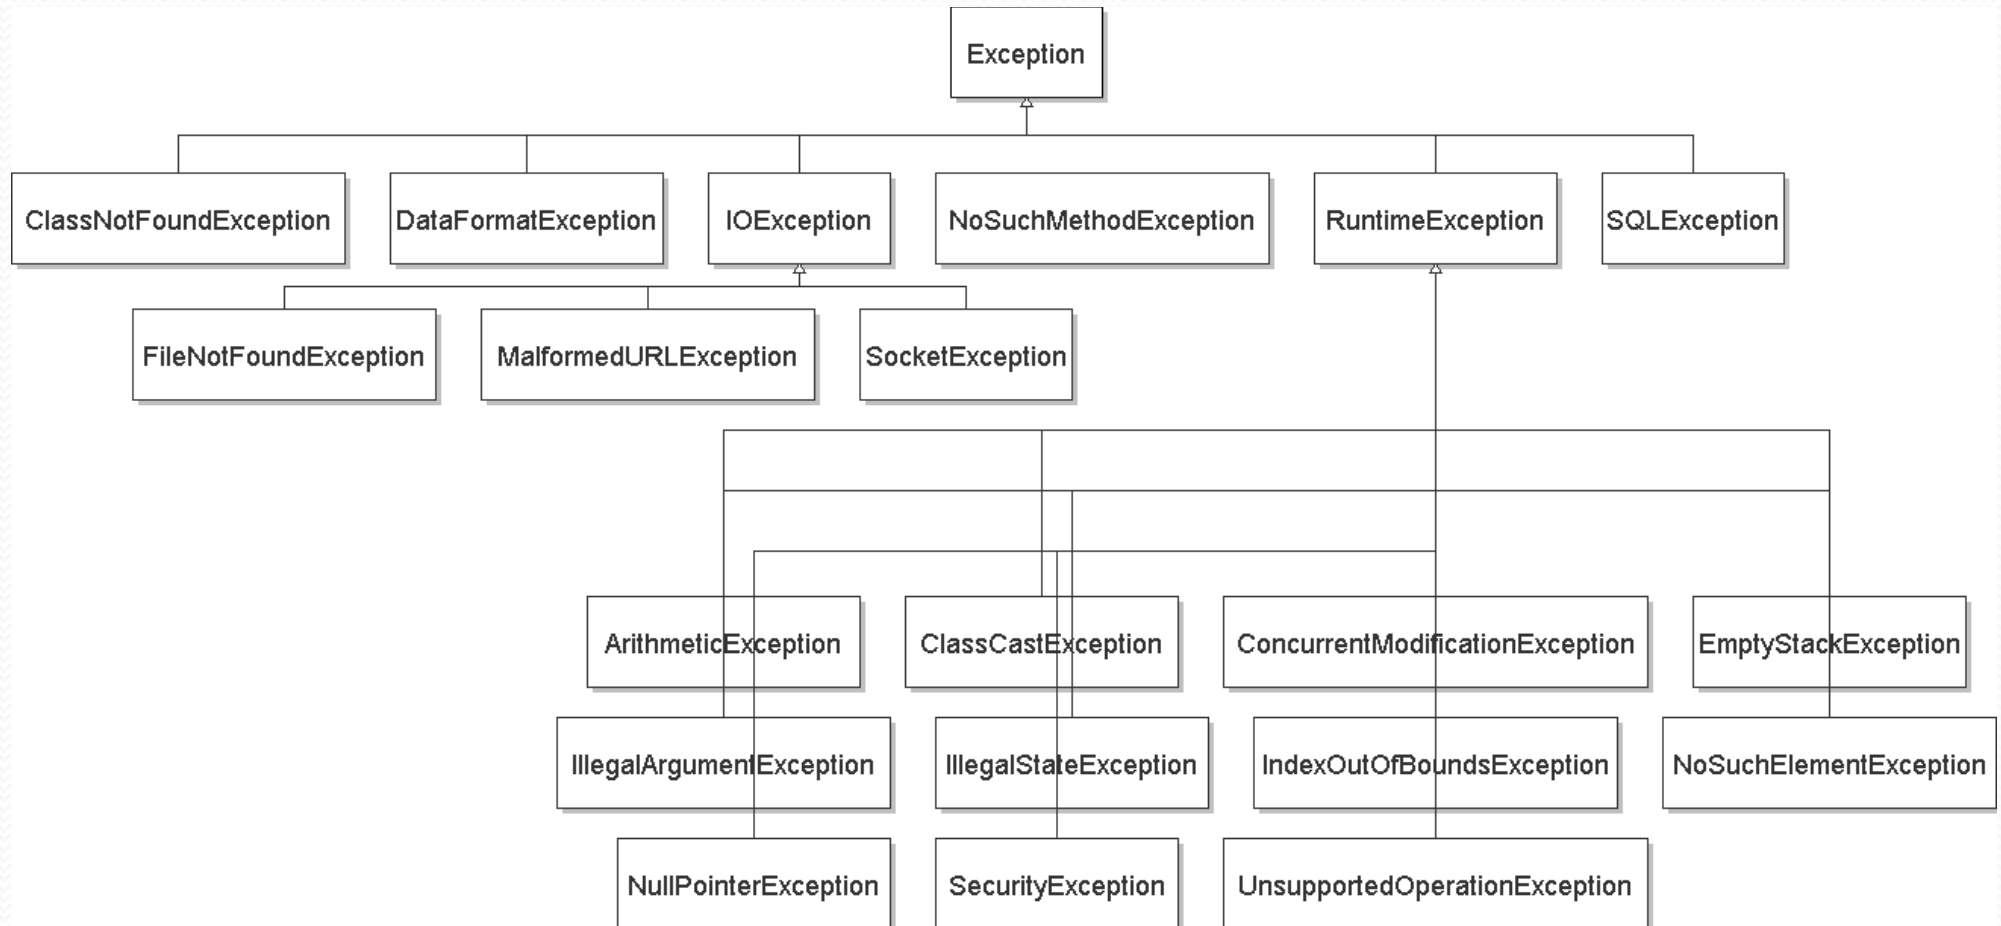 Exception
ClassNotFoundException
DataFormatException
IOException
NoSuchMethodException
RuntimeException
SQLException
FileNotFoundException
MalformedURLException
SocketException
ArithmeticException
ClassCastException
ConcurrentModificationException
EmptyStackException
IllegalArgumentException
IllegalStateException
IndexOutOfBoundsException
NoSuchElementException
NullPointerException
SecurityException
UnsupportedOperationException